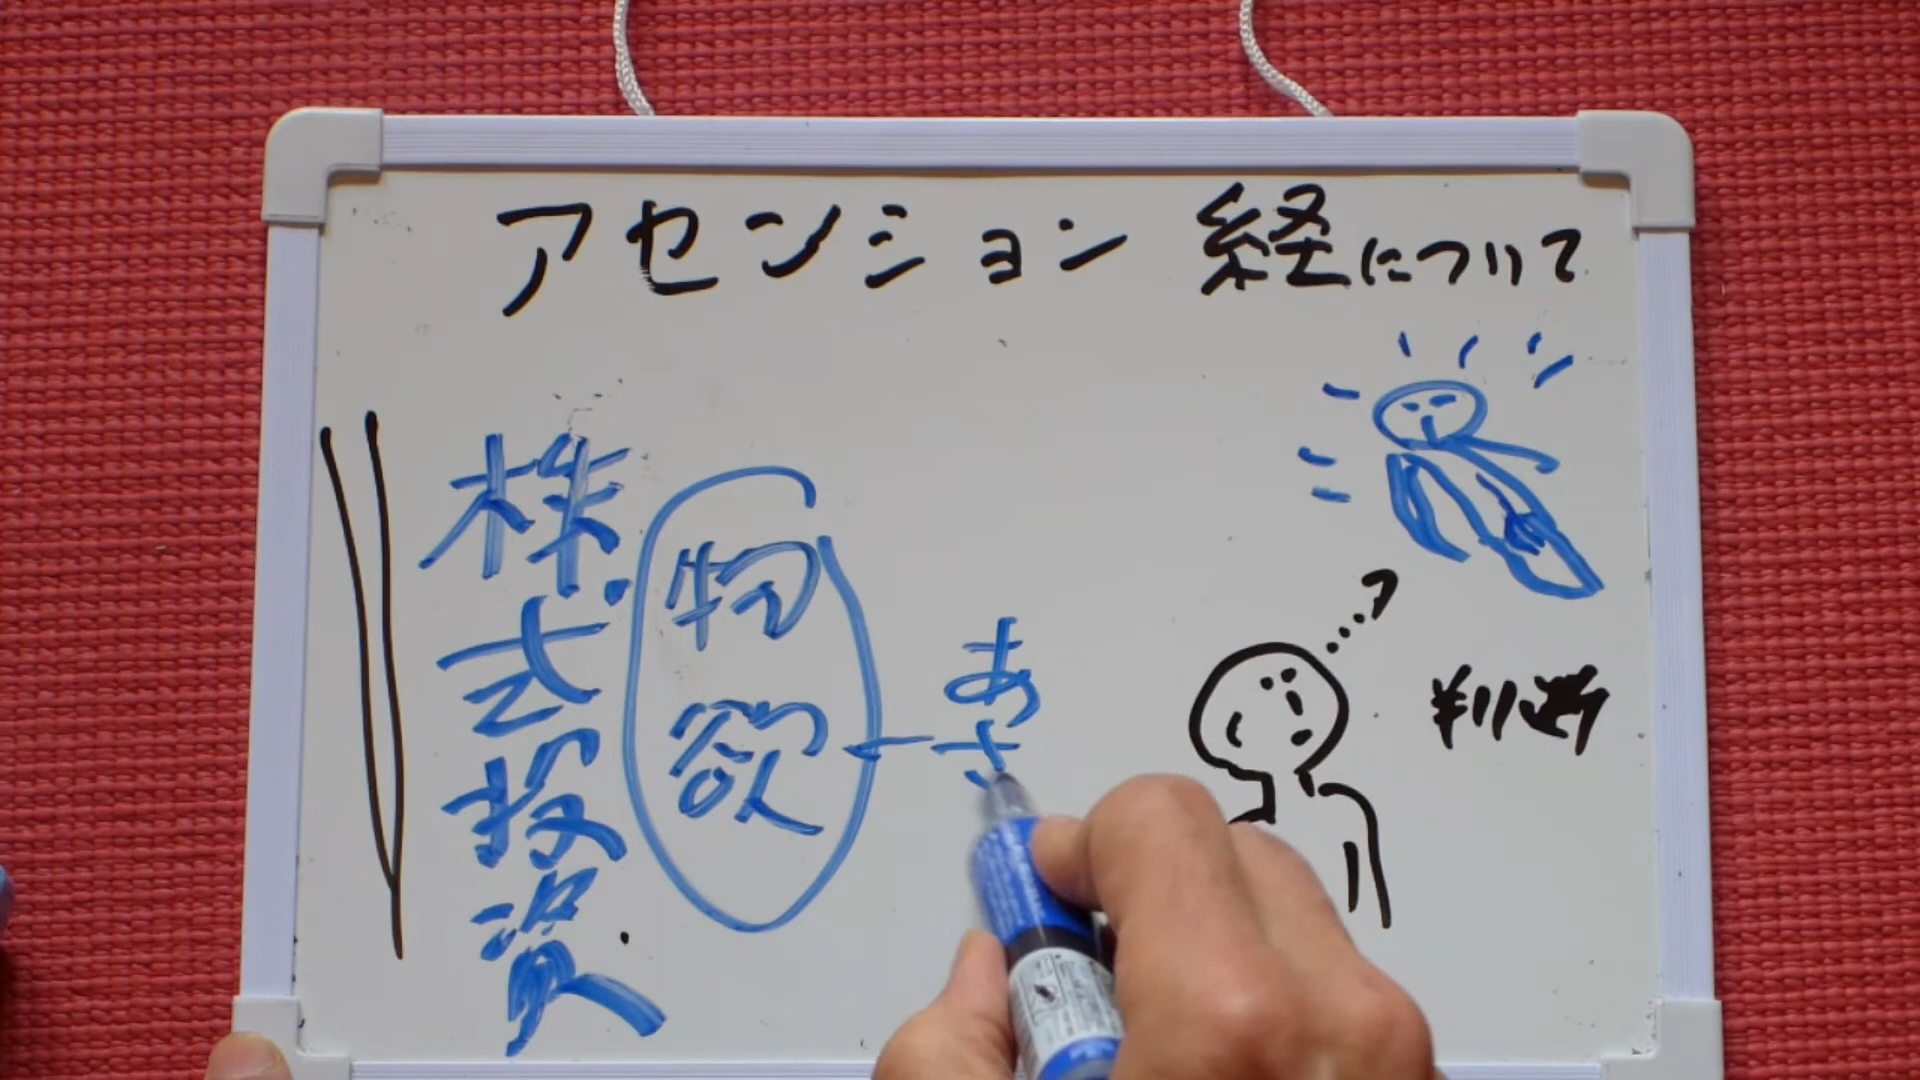 アセンション 経について
判断
あさ
物欲
株式投資